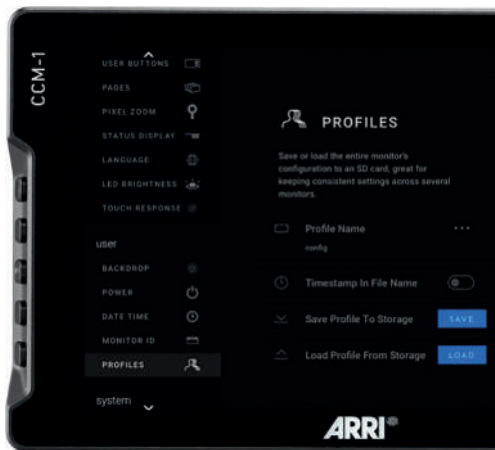 CCM-1
USER BUTTONS
PAGES
PIXEL ZOOM
STATUS DISPLAY
LANGUAGE
LED BRIGHTNESS
TOUCH RESPONSE
user
BACKDROP
POWER
DATE TIME
MONITOR ID
PROFILES
system
PROFILES
Save or load the entire monitor's
configuration to an SD card, great for
keeping consistent settings across several
monitors.
Profile Name
config
Timestamp In File Name
Save Profile To Storage SAVE
Load Profile From Storage LOAD
ARRI